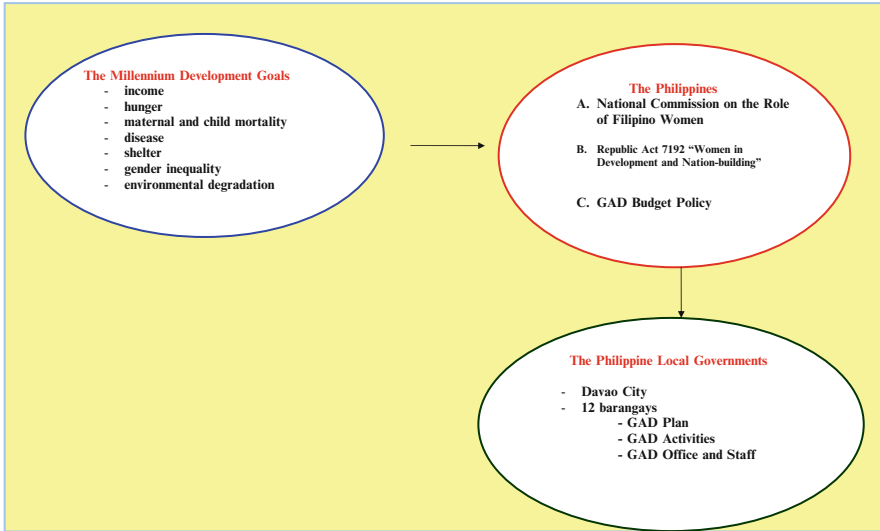 The Millennium Development Goals
- income
- hunger
- maternal and child mortality
- disease
- shelter
- gender inequality
- environmental degradation
The Philippines
A. National Commission on the Role
of Filipino Women
B. Republic Act 7192 “Women in
Development and Nation-building”
C. GAD Budget Policy
The Philippine Local Governments
- Davao City
- 12 barangays
- GAD Plan
- GAD Activities
- GAD Office and Staff